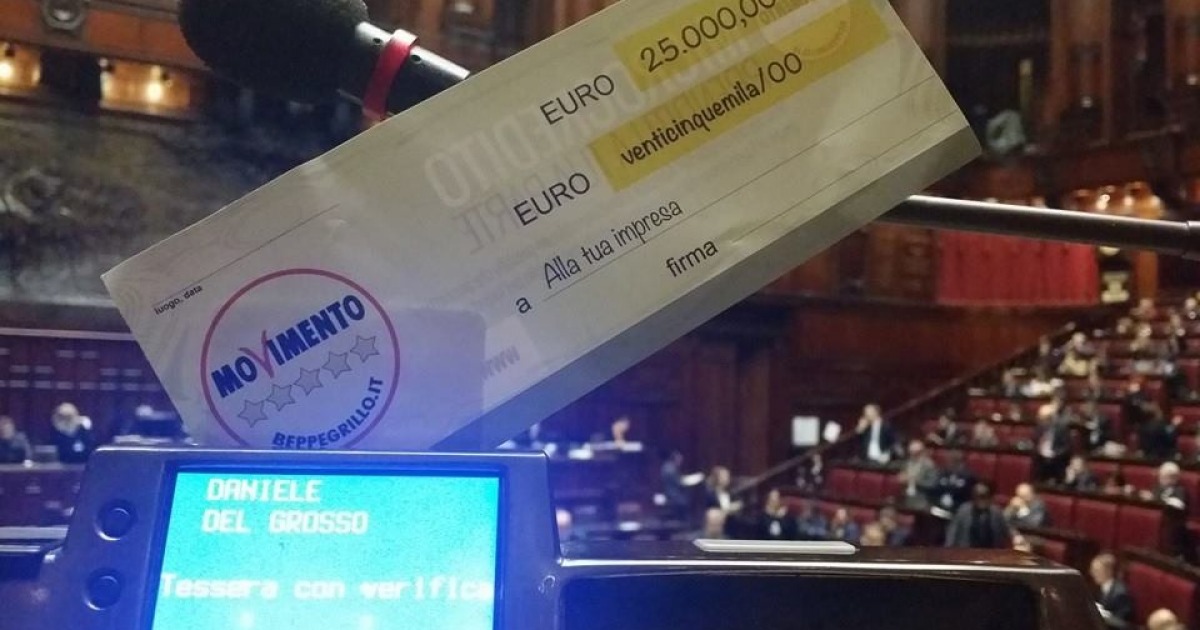 EURO 25.000,00
EURO venticinquemila/00
a Alla tua impresa
firma
luogo, data
MOVIMENTO
BEPPEGRILLO.IT
DANIELE
DEL GROSSO
Tessera con verifica